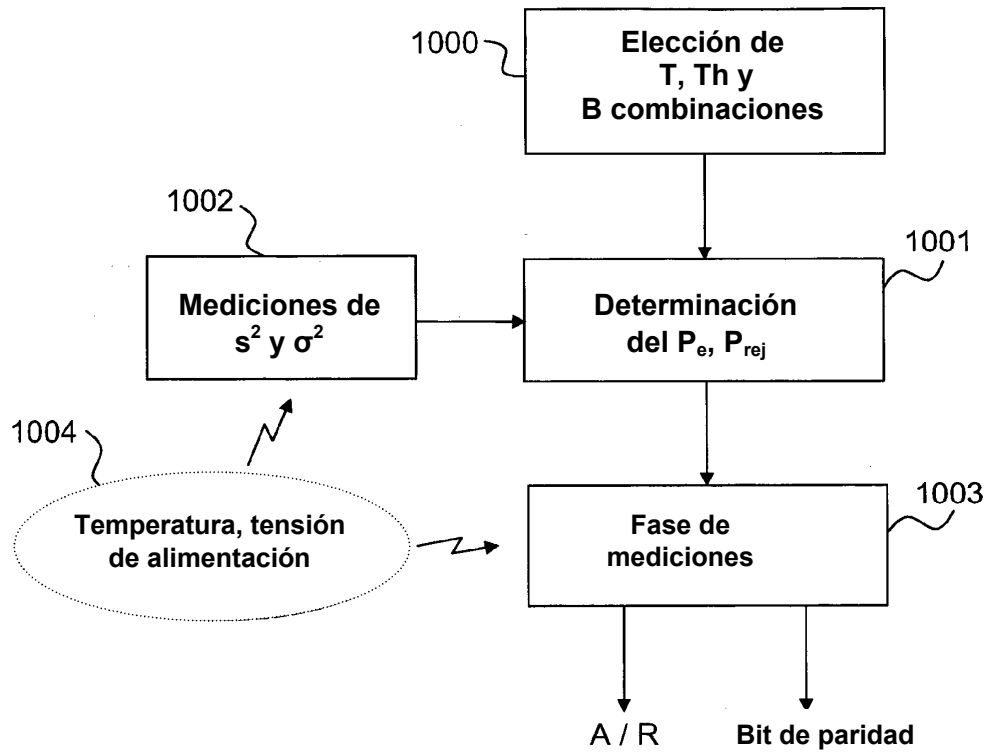 1000
Elección de
T, Th y
B combinaciones
1002
1001
Mediciones de
s² y σ²
Determinación
del Pₑ, Pᵣₑⱼ
1004
1003
Temperatura, tensión
de alimentación
Fase de
mediciones
A / R
Bit de paridad